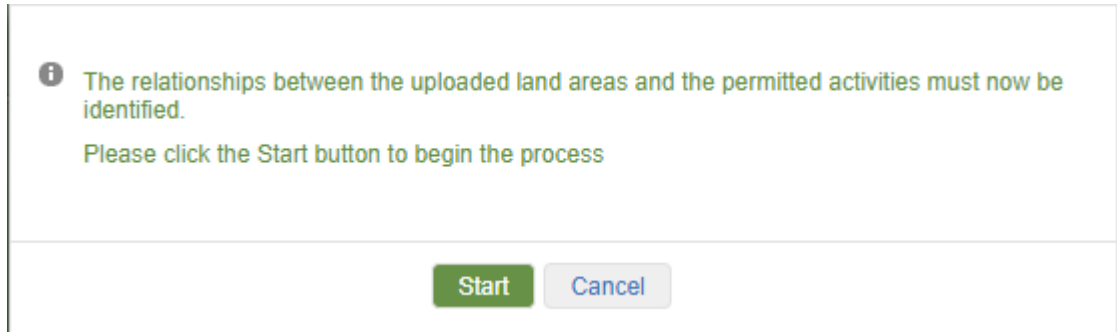 The relationships between the uploaded land areas and the permitted activities must now be
identified.
Please click the Start button to begin the process
Start Cancel